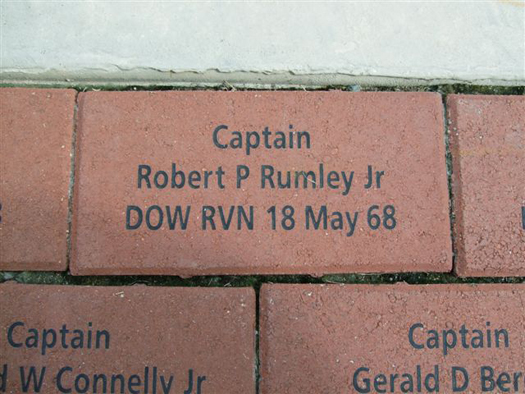 Captain
Robert P Rumley Jr
DOW RVN 18 May 68
Captain
W Connelly Jr
Captain
Gerald D